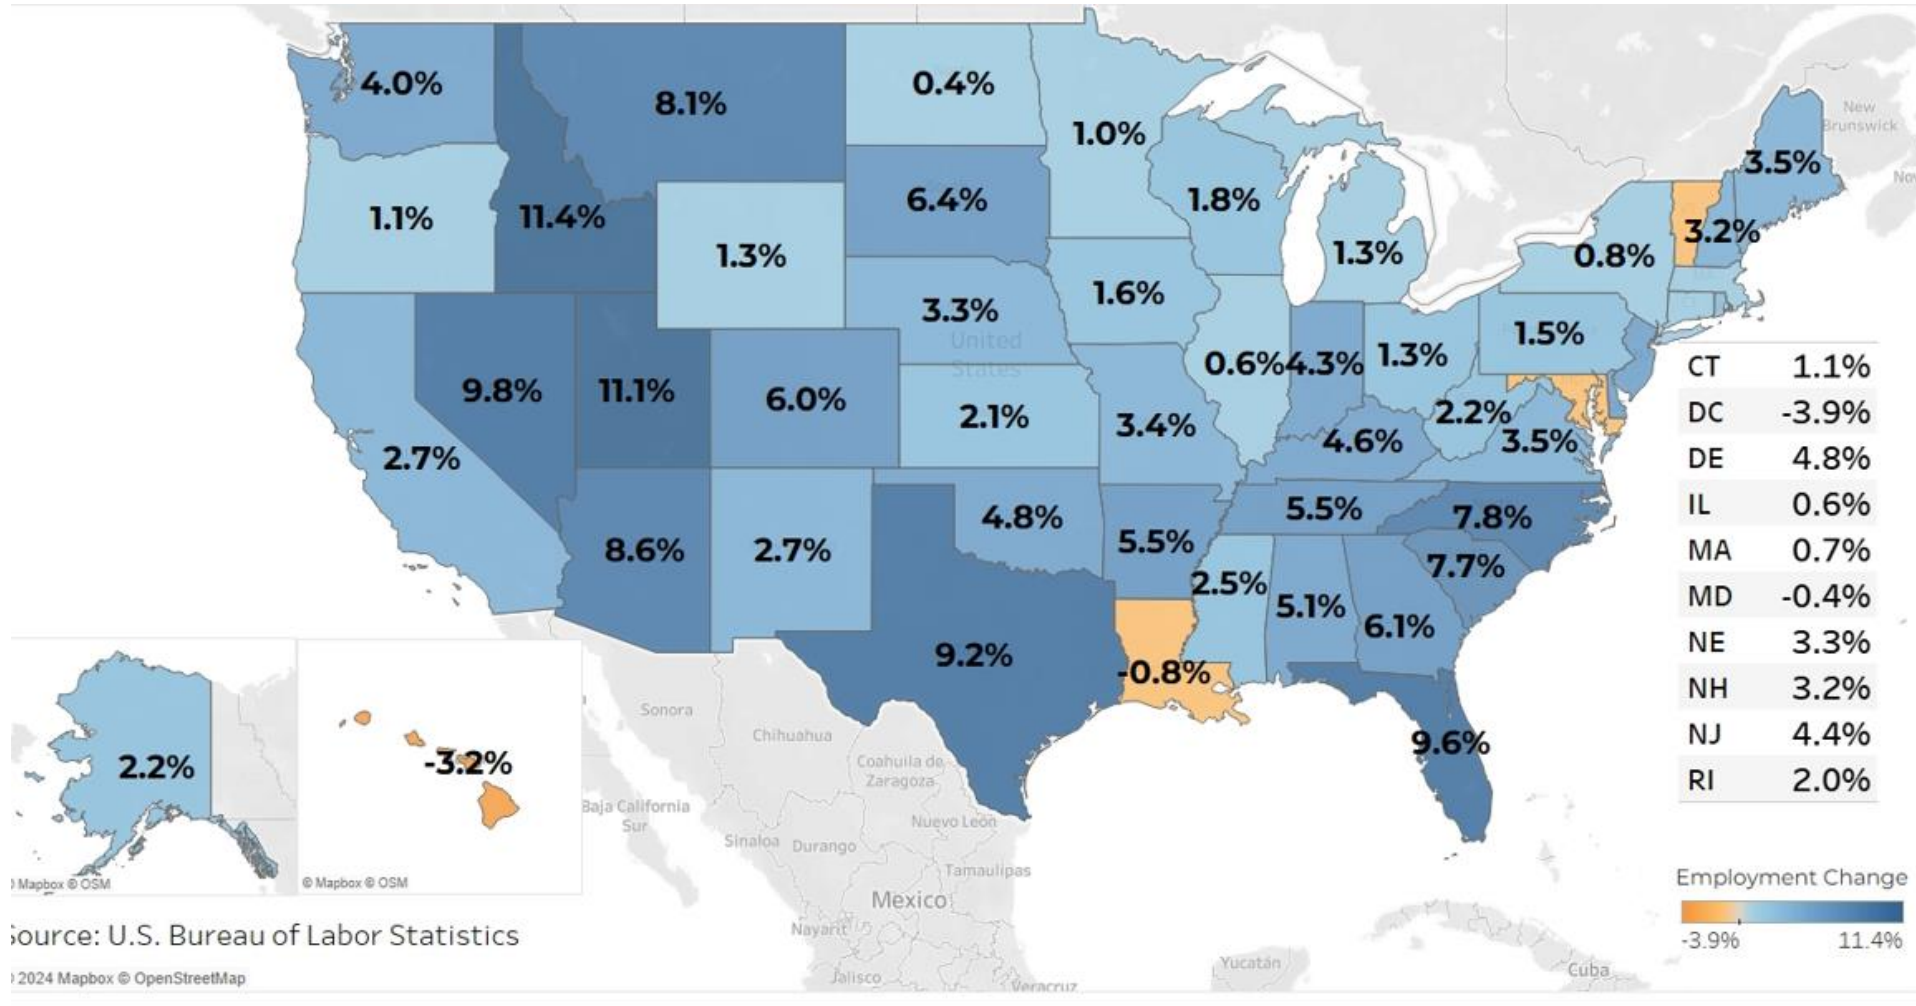 4.0%
8.1%
0.4%
1.0%
New
Brunswick
3.5%
1.1%
11.4%
1.3%
6.4%
1.8%
1.3%
0.8%
3.2%
3.3%
United
States
1.6%
0.6%
4.3%
1.3%
1.5%
9.8%
11.1%
6.0%
2.1%
3.4%
4.6%
2.2%
3.5%
2.7%
8.6%
2.7%
4.8%
5.5%
5.5%
7.8%
7.7%
2.5%
5.1%
6.1%
9.2%
-0.8%
9.6%
CT 1.1%
DC -3.9%
DE 4.8%
IL 0.6%
MA 0.7%
MD -0.4%
NE 3.3%
NH 3.2%
NJ 4.4%
RI 2.0%
2.2%
-3.2%
Mapbox © OSM
© Mapbox © OSM
Sonora
Chihuahua
Coahuila de
Zaragoza
Baja California
Sur
Nuevo León
Sinaloa
Durango
Tamaulipas
Mexico
Nayarit
Jalisco
Veracruz
Yucatán
Cuba
Employment Change
-3.9%
11.4%
Source: U.S. Bureau of Labor Statistics
2024 Mapbox © OpenStreetMap